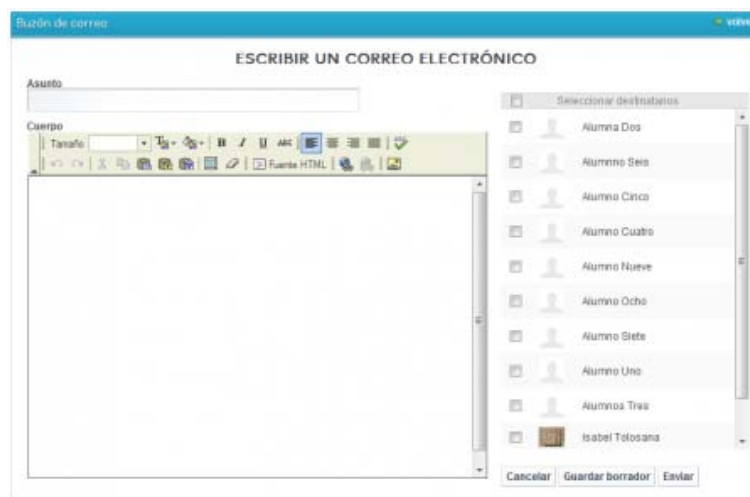 Buzón de correo
ESCRIBIR UN CORREO ELECTRÓNICO
Asunto
Cuerpo
Tamaño
B I U ABC
Fuente HTML
Seleccionar destinatarios
Alumna Dos
Alumnno Seis
Alumno Cinco
Alumno Cuatro
Alumno Nueve
Alumno Ocho
Alumno Siete
Alumno Uno
Alumnos Tres
Isabel Tolosana
Cancelar Guardar borrador Enviar